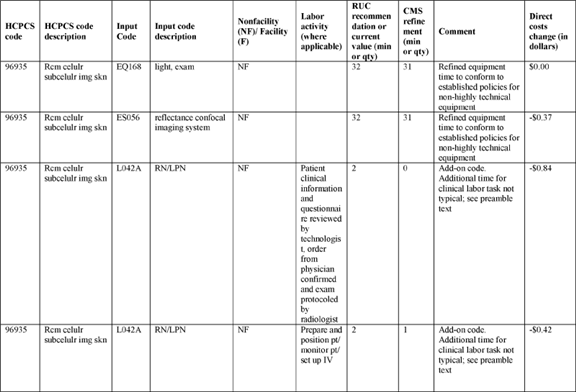 HCPCS code
HCPCS code description
Input Code
Input code description
Nonfacility (NF)/ Facility (F)
Labor activity (where applicable)
RUC recommen dation or current value (min or qty)
CMS refine ment (min or qty)
Comment
Direct costs change (in dollars)
96935
Rcm celulr subcelulr img skn
EQ168
light, exam
NF
32
31
Refined equipment
time to conform to
established policies for
non-highly technical
equipment
$0.00
96935
Rcm celulr subcelulr img skn
ES056
reflectance confocal
imaging system
NF
32
31
Refined equipment
time to conform to
established policies for
non-highly technical
equipment
-$0.37
96935
Rcm celulr subcelulr img skn
L042A
RN/LPN
NF
Patient
clinical
information
and
questionnai
re reviewed
by
technologis
t, order
from
physician
confirmed
and exam
protocoled
by
radiologist
2
0
Add-on code.
Additional time for
clinical labor task not
typical; see preamble
text
-$0.84
96935
Rcm celulr subcelulr img skn
L042A
RN/LPN
NF
Prepare and
position pt/
monitor pt/
set up IV
2
1
Add-on code.
Additional time for
clinical labor task not
typical; see preamble
text
-$0.42